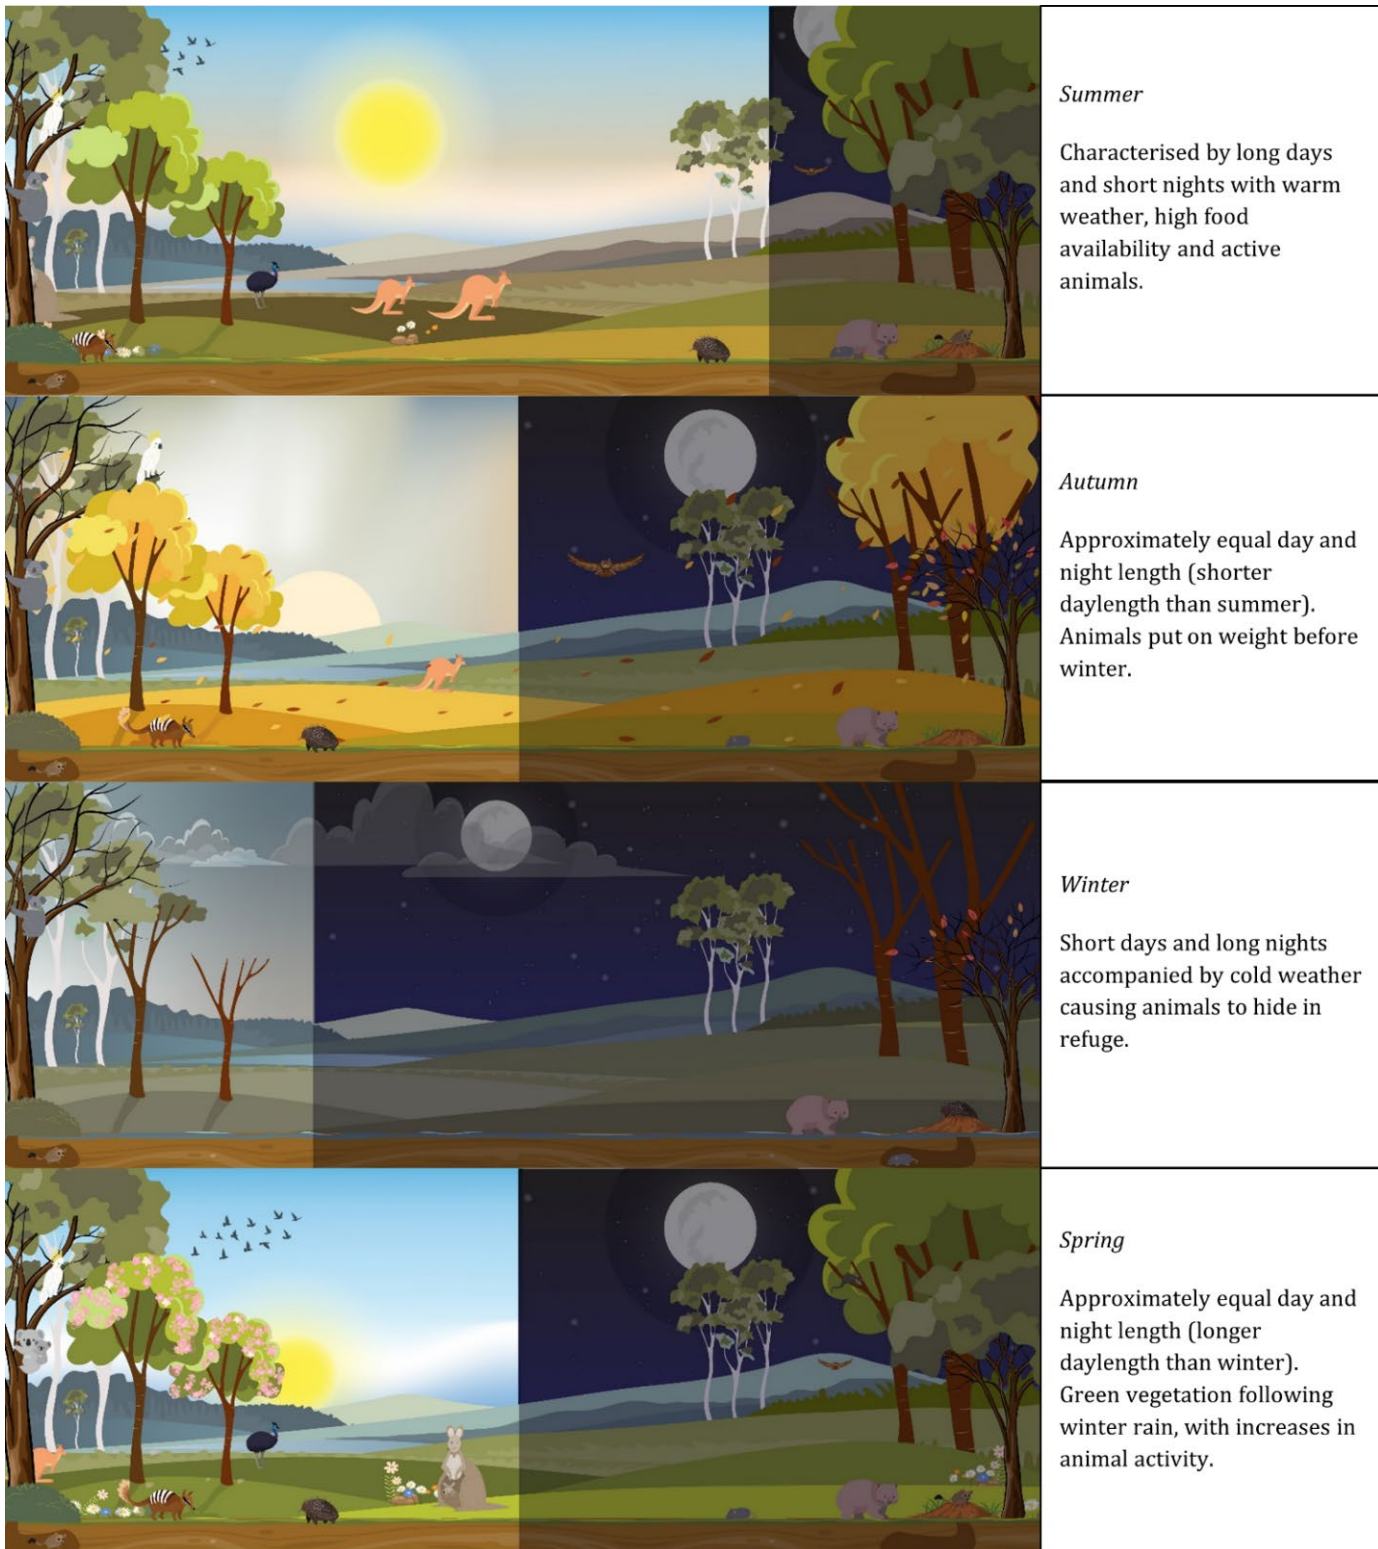 Summer
Characterised by long days
and short nights with warm
weather, high food
availability and active
animals.
Autumn
Approximately equal day and
night length (shorter
daylength than summer).
Animals put on weight before
winter.
Winter
Short days and long nights
accompanied by cold weather
causing animals to hide in
refuge.
Spring
Approximately equal day and
night length (longer
daylength than winter).
Green vegetation following
winter rain, with increases in
animal activity.